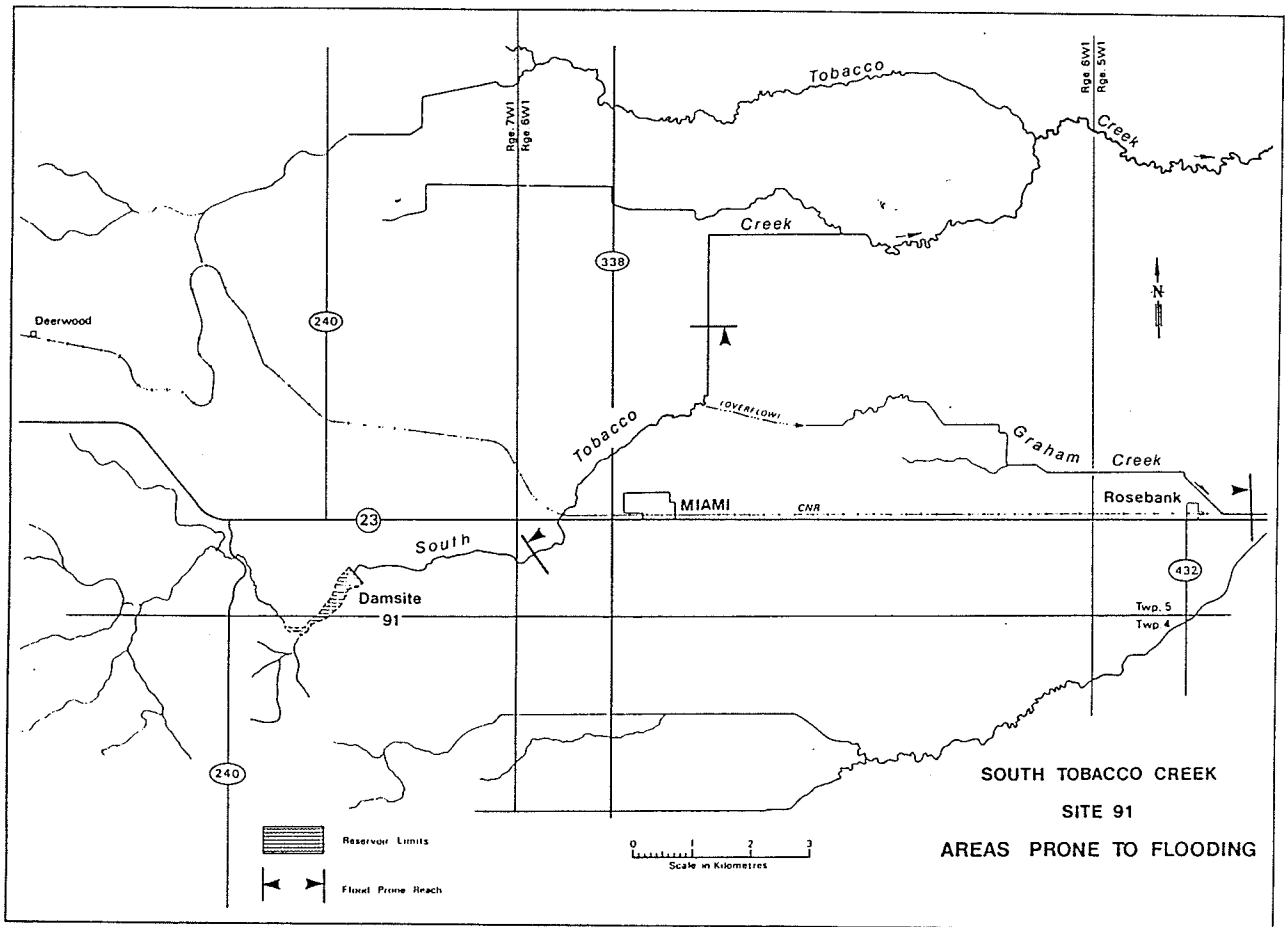 Tobacco
Creek
Rge. 7W1
Rge. 6W1
Rge. 6W1
Rge. 5W1
Creek
338
N
Deerwood
240
(OVERFLOW)
Tobacco
Graham Creek
MIAMI
CNR
Rosebank
23
South
432
Damsite
91
Twp. 5
Twp. 4
240
SOUTH TOBACCO CREEK
SITE 91
AREAS PRONE TO FLOODING
Reservoir Limits
Flood Prone Reach
0 1 2 3
Scale in Kilometres